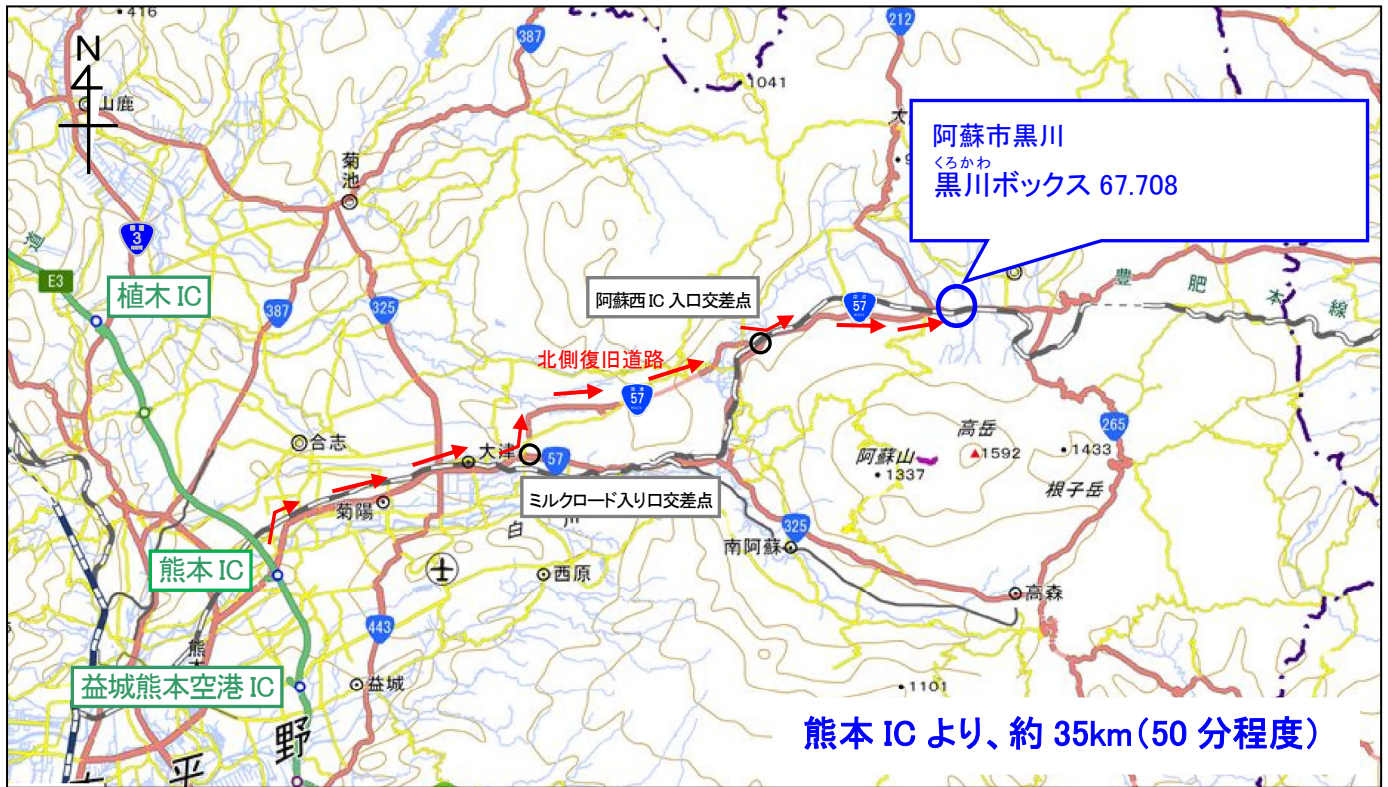 416
N
山鹿
387
212
1041
菊池
阿蘇市黒川
くろかわ
黒川ボックス 67.708
3
道
E3
植木 IC
387
325
阿蘇西 IC 入口交差点
57
豊肥本線
北側復旧道路
57
合志
大津
57
265
高岳
1592
1433
阿蘇山
1337
根子岳
菊陽
ミルクロード入り口交差点
白
川
325
南阿蘇
熊本 IC
西原
高森
443
熊本
益城熊本空港 IC
益城
1101
熊本 IC より、約 35km(50 分程度)
野
平